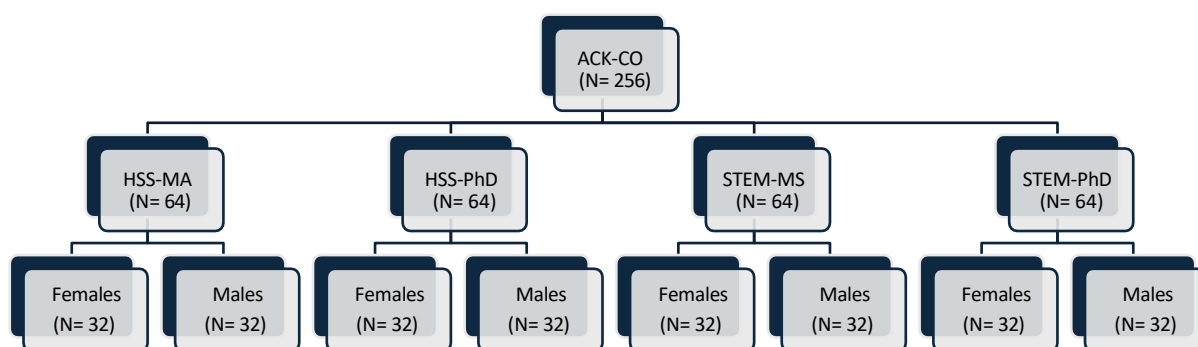 ACK-CO
(N= 256)
HSS-MA
(N= 64)
HSS-PhD
(N= 64)
STEM-MS
(N= 64)
STEM-PhD
(N= 64)
Females
(N= 32)
Males
(N= 32)
Females
(N= 32)
Males
(N= 32)
Females
(N= 32)
Males
(N= 32)
Females
(N= 32)
Males
(N= 32)